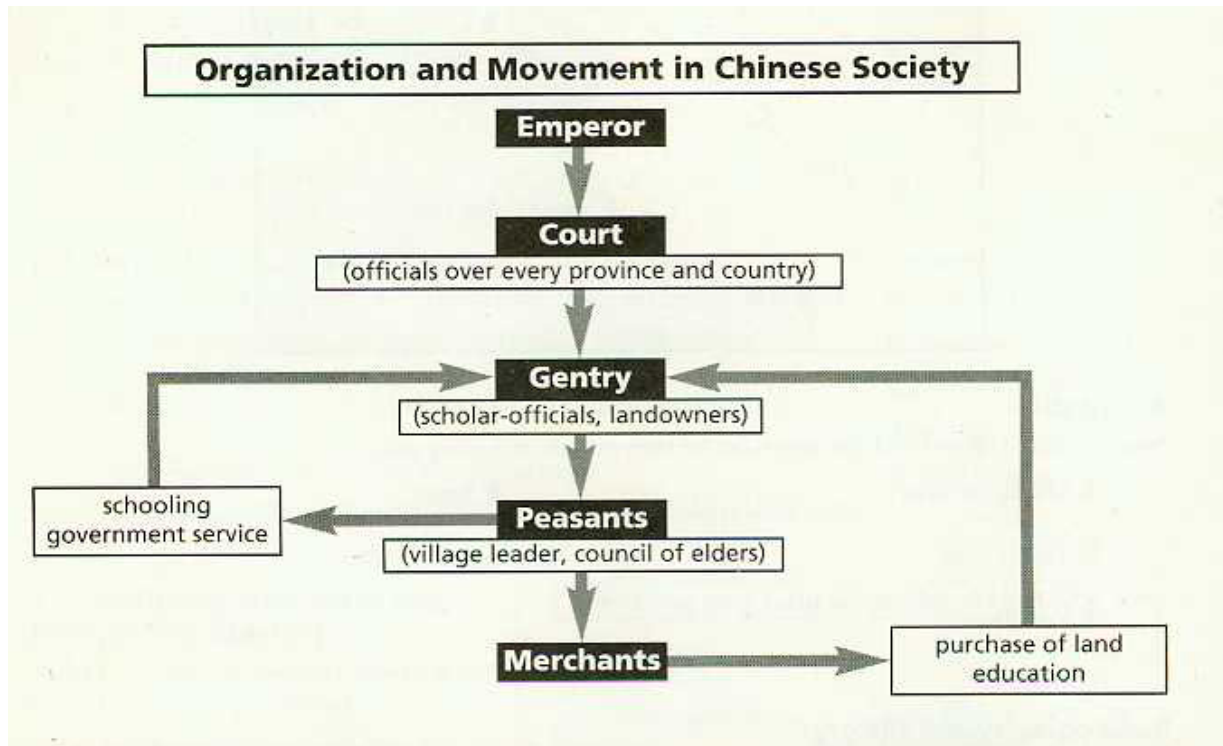 Organization and Movement in Chinese Society
Emperor
Court
(officials over every province and country)
Gentry
(scholar-officials, landowners)
schooling
government service
Peasants
(village leader, council of elders)
Merchants
purchase of land
education